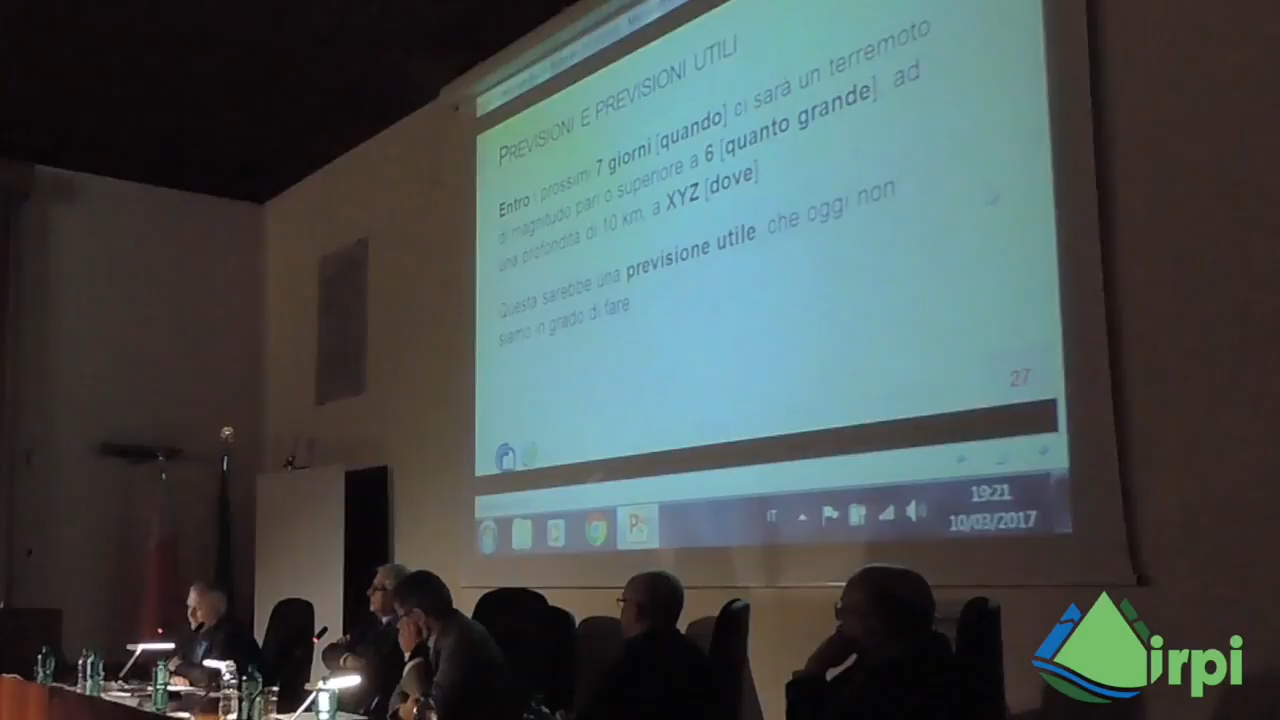 PREVISIONI E PREVISIONI UTILI
Entro i prossimi 7 giorni [quando] ci sarà un terremoto
di magnitudo pari o superiore a 6 [quanto grande], ad
una profondità di 10 km, a XYZ [dove]
Questa sarebbe una previsione utile che oggi non
siamo in grado di fare
27
IT
19:21
10/03/2017
irpi